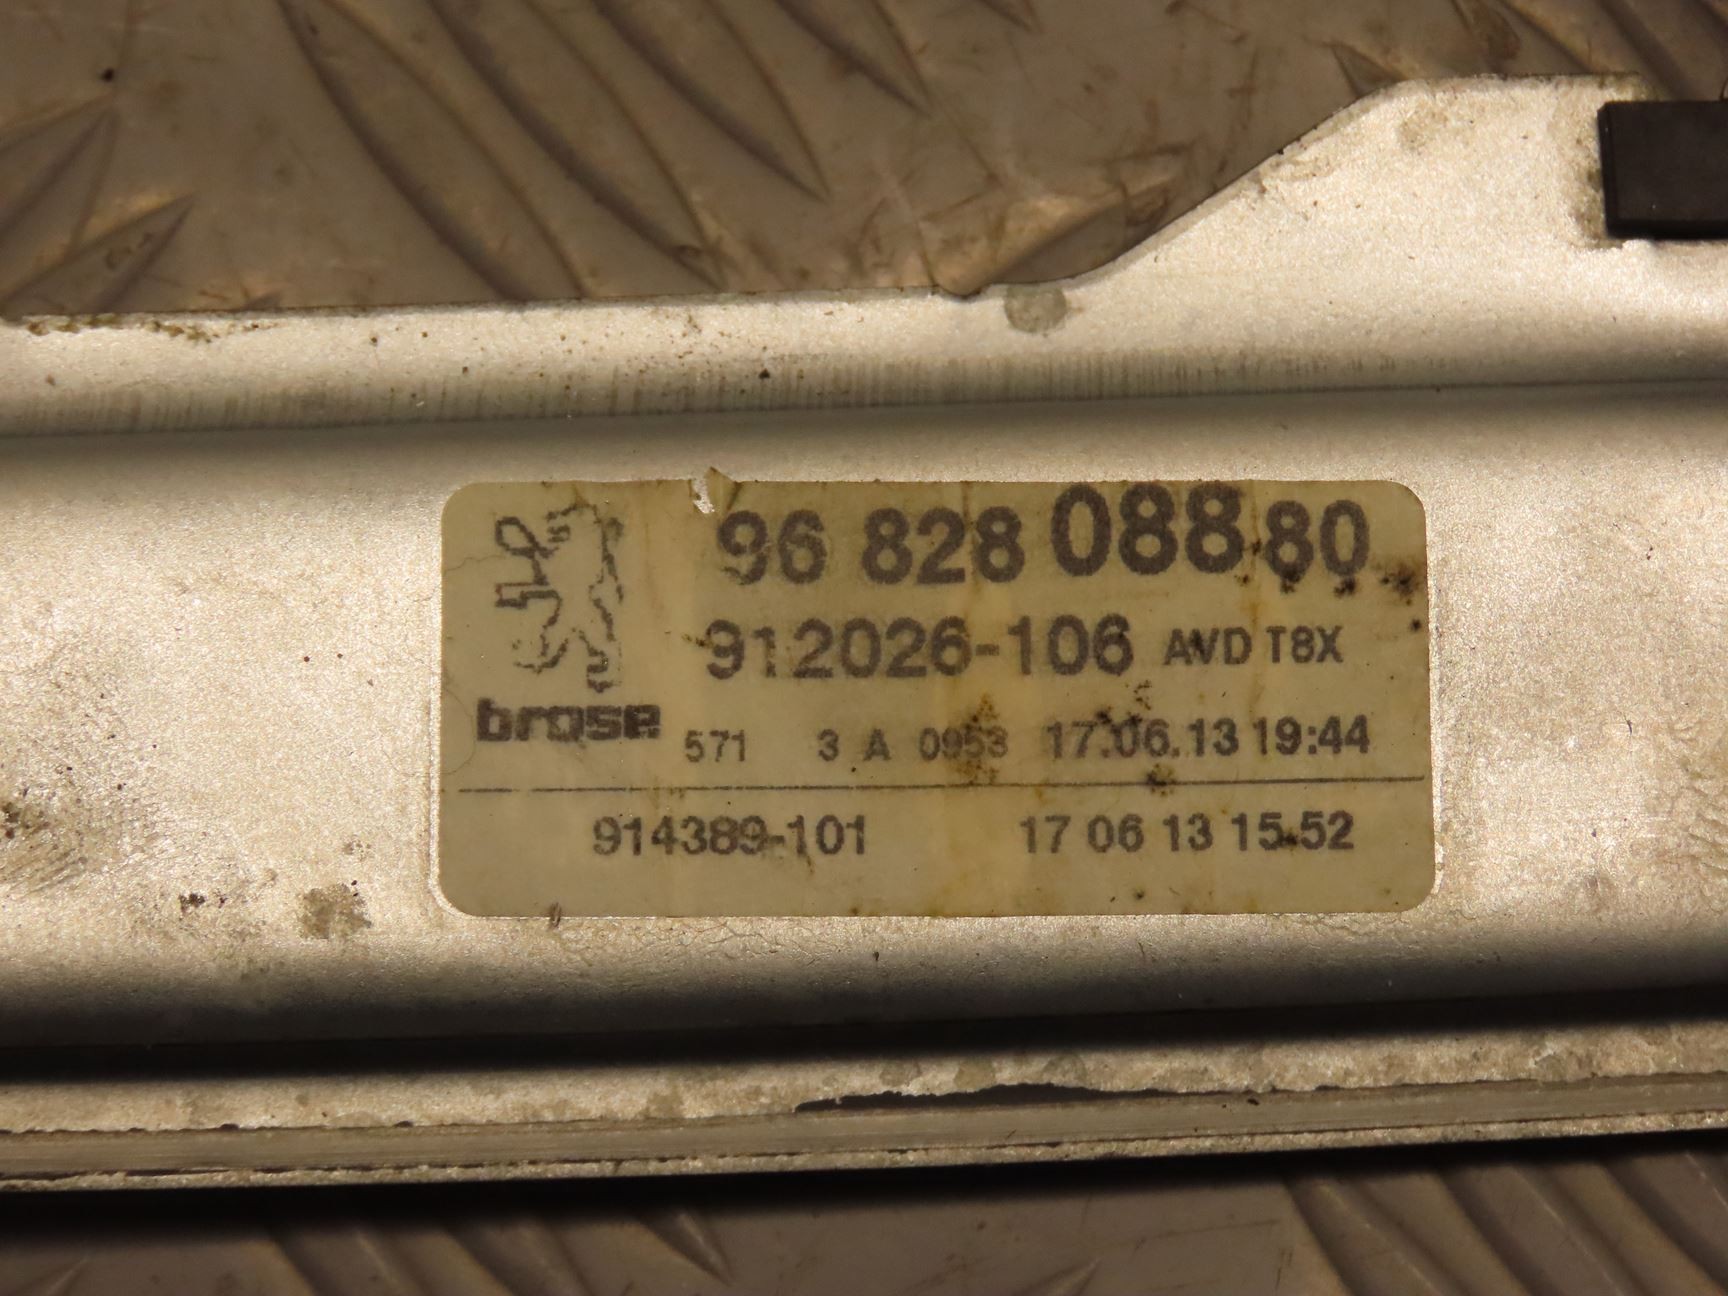 96 828 088 80
912026-106 AVD T8X
brose 571 3 A 0953 17.06.13 19:44
914389-101 17 06 13 15:52